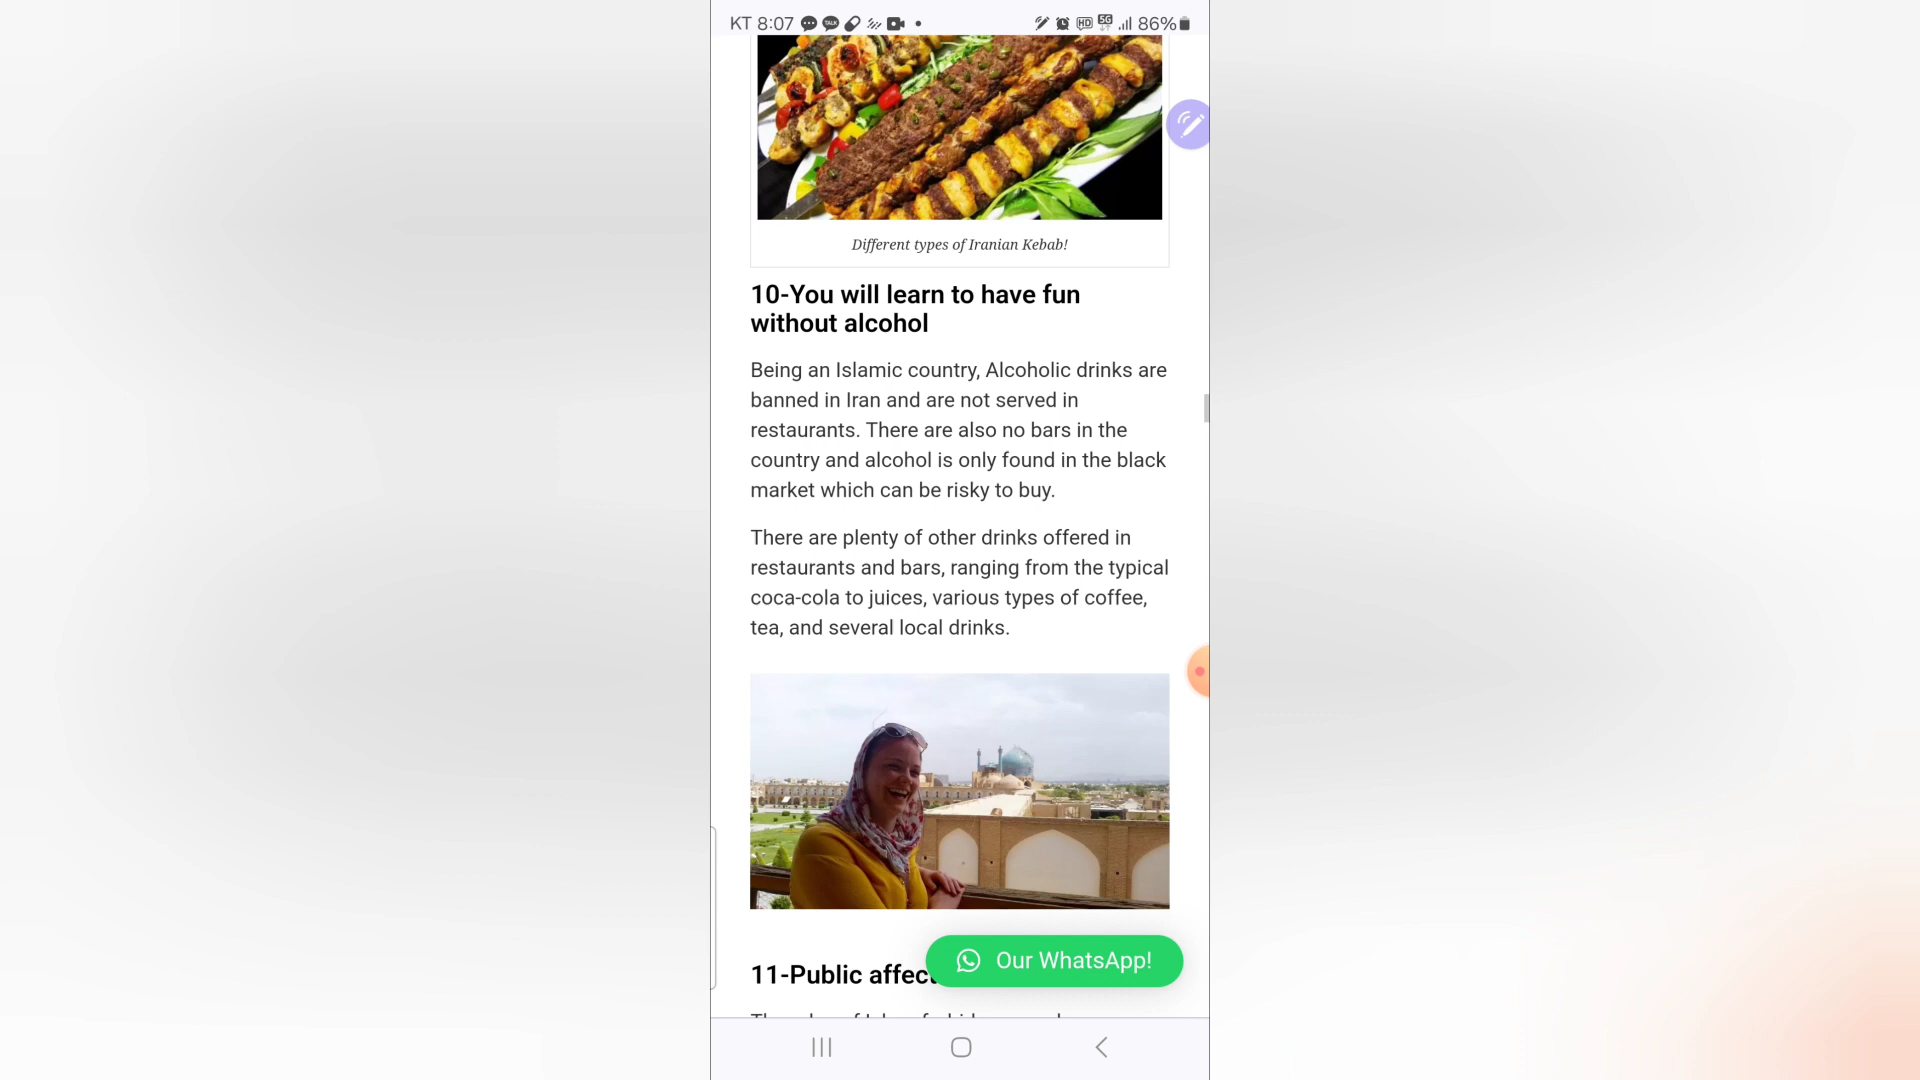 KT 8:07
TALK
HD 5G 86%
Different types of Iranian Kebab!
10-You will learn to have fun
without alcohol
Being an Islamic country, Alcoholic drinks are
banned in Iran and are not served in
restaurants. There are also no bars in the
country and alcohol is only found in the black
market which can be risky to buy.
There are plenty of other drinks offered in
restaurants and bars, ranging from the typical
coca-cola to juices, various types of coffee,
tea, and several local drinks.
Our WhatsApp!
11-Public affec